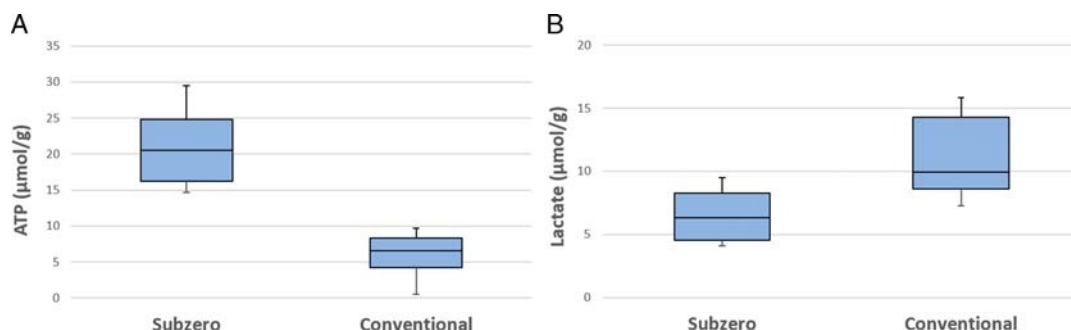 A
ATP (µmol/g)
35
30
25
20
15
10
5
0
Subzero Conventional
B
Lactate (µmol/g)
20
15
10
5
0
Subzero Conventional